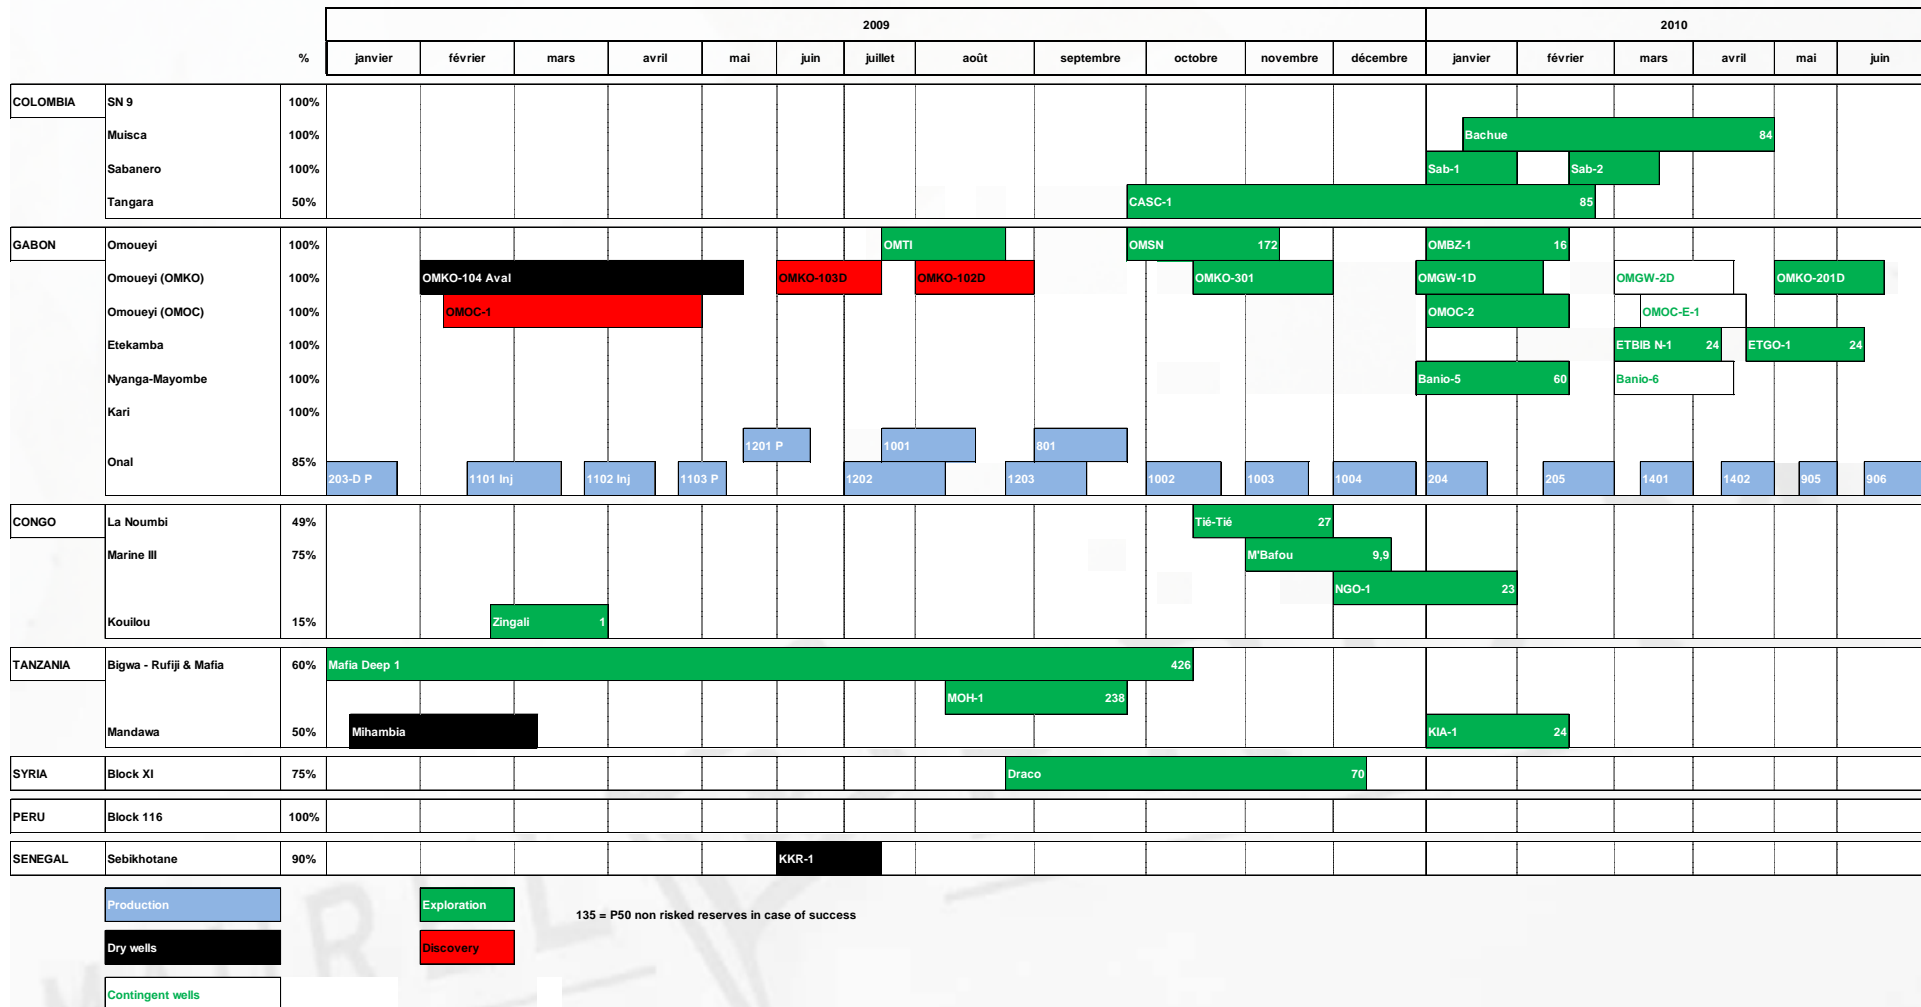 2009 2010
% janvier février mars avril mai juin juillet août septembre octobre novembre décembre janvier février mars avril mai juin
COLOMBIA SN 9 100%
Muisca 100% Bachue 84
Sabanero 100% Sab-1 Sab-2
Tangara 50% CASC-1 85
GABON Omoueyi 100% OMTI OMSN 172 OMBZ-1 16
Omoueyi (OMKO) 100% OMKO-104 Aval OMKO-103D OMKO-102D OMKO-301 OMGW-1D OMGW-2D OMKO-201D
Omoueyi (OMOC) 100% OMOC-1 OMOC-2 OMOC-E-1
Etekamba 100% ETBIB N-1 24 ETGO-1 24
Nyanga-Mayombe 100% Banio-5 60 Banio-6
Kari 100%
1201 P 1001 801
Onal 85%
203-D P 1101 Inj 1102 Inj 1103 P 1202 1203 1002 1003 1004 204 205 1401 1402 905 906
CONGO La Noumbi 49% Tié-Tié 27
Marine III 75% M'Bafou 9,9
NGO-1 23
Kouilou 15% Zingali 1
TANZANIA Bigwa - Rufiji & Mafia 60% Mafia Deep 1 426
MOH-1 238
Mandawa 50% Mihambia KIA-1 24
SYRIA Block XI 75% Draco 70
PERU Block 116 100%
SENEGAL Sebikhotane 90% KKR-1
Production Exploration
135 = P50 non risked reserves in case of success
Dry wells Discovery
Contingent wells